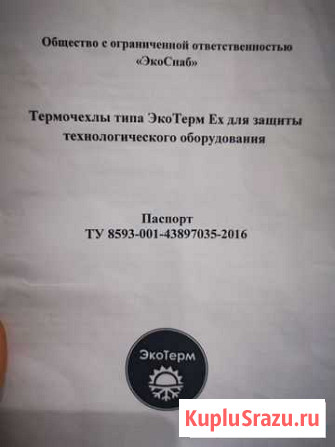 Общество с ограниченной ответственностью
«ЭкоСнаб»
Термочехлы типа ЭкоТерм Ех для защиты
технологического оборудования
Паспорт
ТУ 8593-001-43897035-2016
ЭкоТерм
KupluSrazu.ru